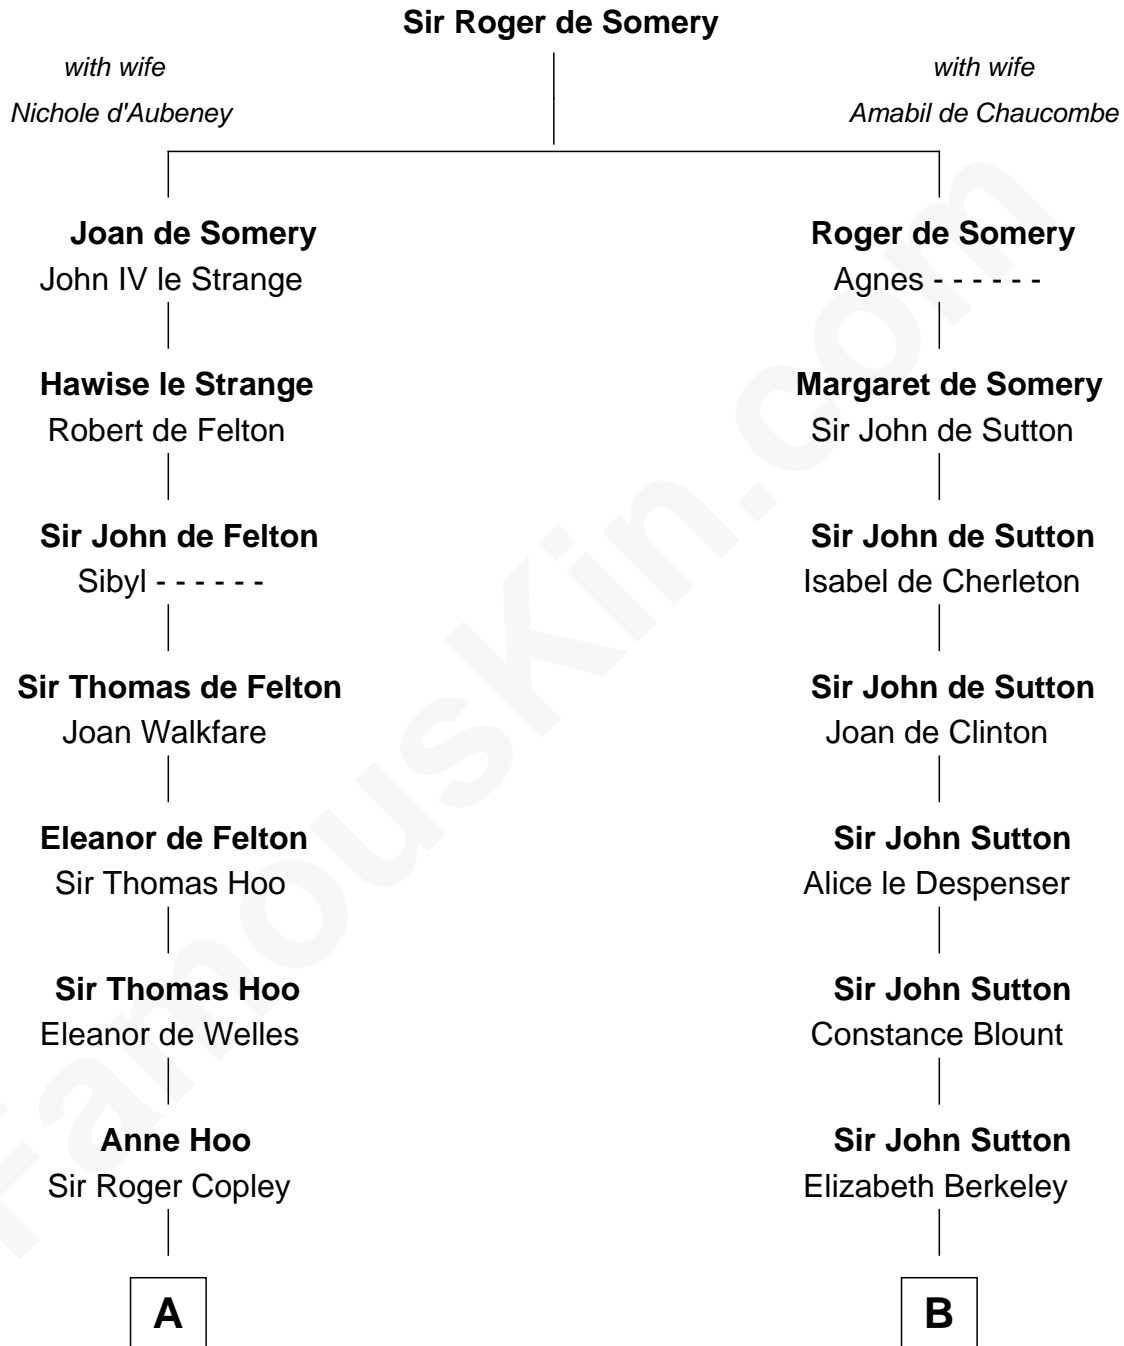 Sir Roger de Somery
with wife
Nichole d'Aubeney
with wife
Amabil de Chaucombe
Joan de Somery
John IV le Strange
Roger de Somery
Agnes - - - - - -
Hawise le Strange
Robert de Felton
Margaret de Somery
Sir John de Sutton
Sir John de Felton
Sibyl - - - - - -
Sir John de Sutton
Isabel de Cherleton
Sir Thomas de Felton
Joan Walkfare
Sir John de Sutton
Joan de Clinton
Eleanor de Felton
Sir Thomas Hoo
Sir John Sutton
Alice le Despenser
Sir Thomas Hoo
Eleanor de Welles
Sir John Sutton
Constance Blount
Anne Hoo
Sir Roger Copley
Sir John Sutton
Elizabeth Berkeley
A
B
FamousKin.com